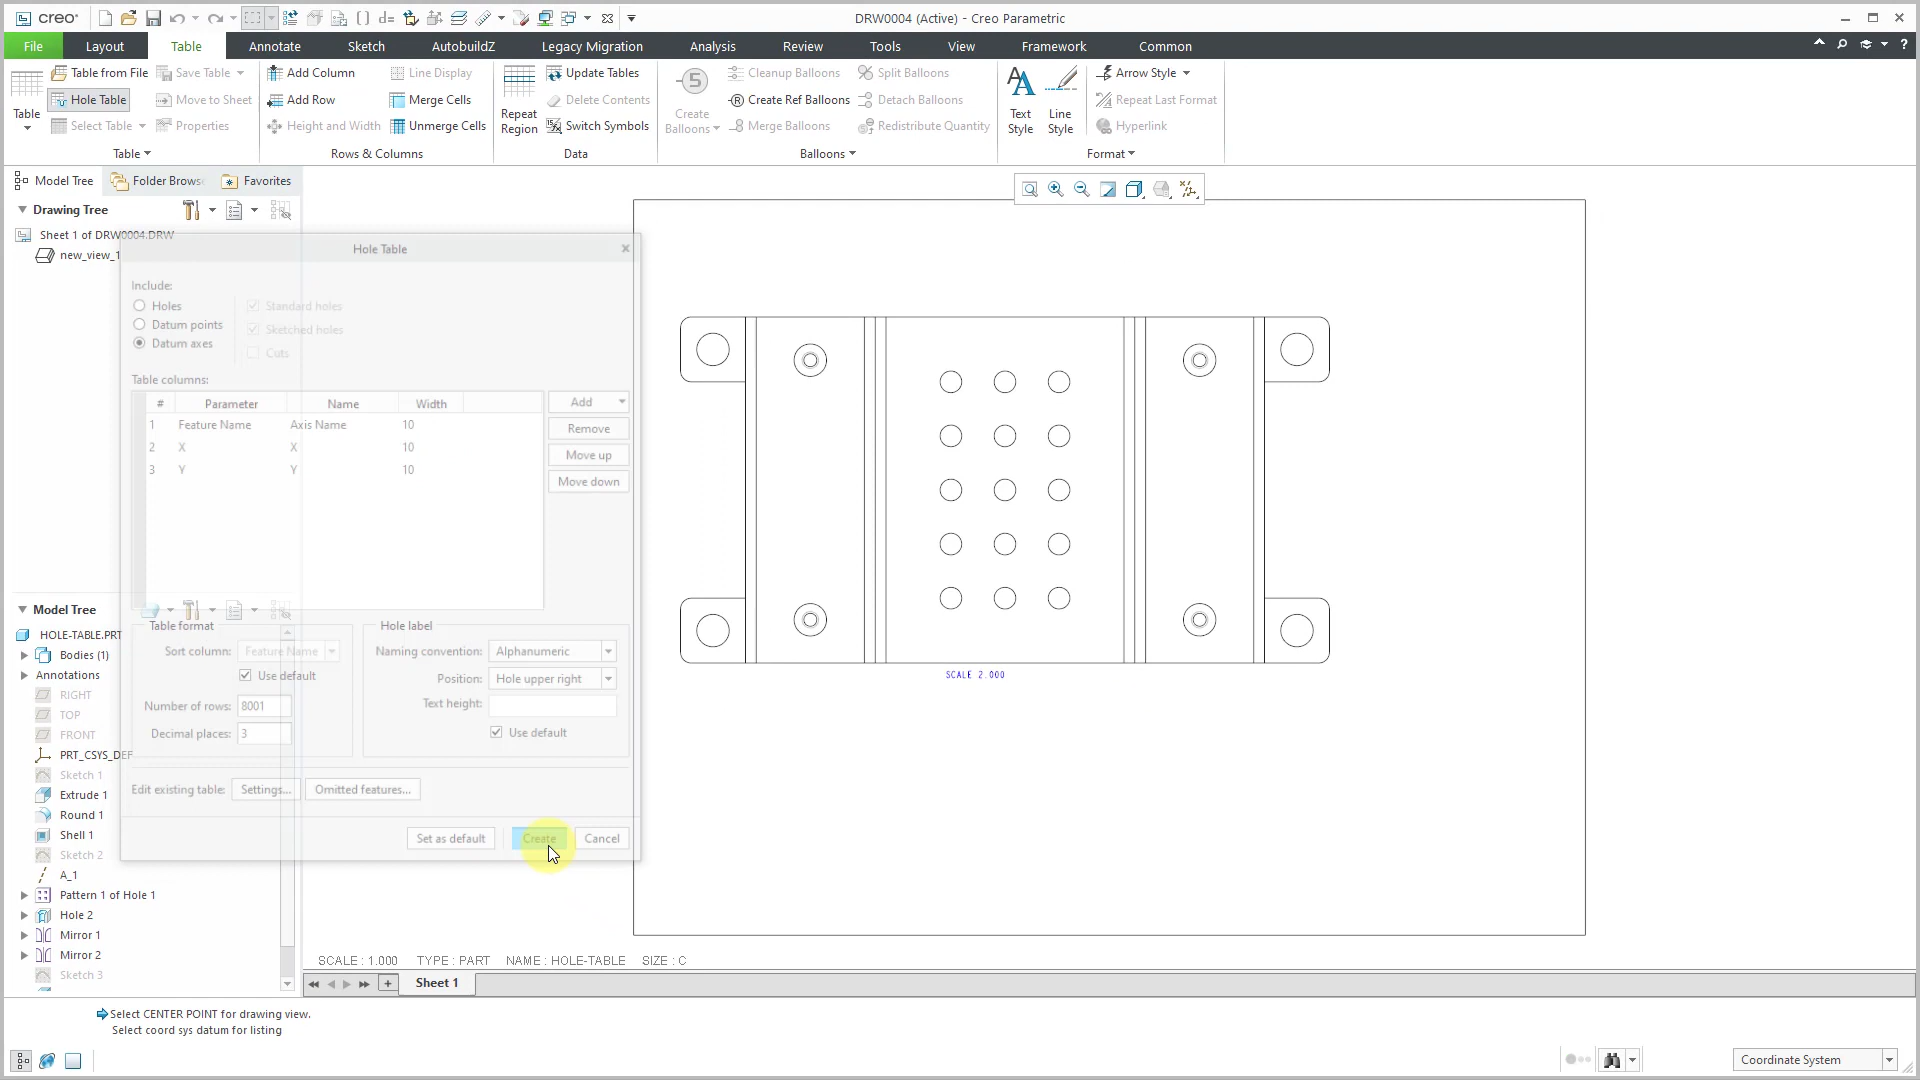 creo°
DRW0004 (Active) - Creo Parametric
File
Layout
Table
Annotate
Sketch
AutobuildZ
Legacy Migration
Analysis
Review
Tools
View
Framework
Common
Table
Table from File
Hole Table
Select Table
Save Table
Move to Sheet
Properties
Table
Add Column
Add Row
Height and Width
Line Display
Merge Cells
Unmerge Cells
Rows & Columns
Repeat
Region
Update Tables
Delete Contents
Switch Symbols
Data
5
Create
Balloons
Cleanup Balloons
Create Ref Balloons
Merge Balloons
Split Balloons
Detach Balloons
Redistribute Quantity
Balloons
Text
Style
Line
Style
Arrow Style
Repeat Last Format
Hyperlink
Format
Model Tree
Folder Brows
Favorites
Drawing Tree
Sheet 1 of DRW0004.DRW
new_view_1
Hole Table
Include:
Holes
Datum points
Datum axes
Standard holes
Sketched holes
Cuts
Table columns:
# Parameter Name Width
1 Feature Name Axis Name 10
2 X X 10
3 Y Y 10
Add
Remove
Move up
Move down
Table format
Sort column: Feature Name
Use default
Number of rows: 8001
Decimal places: 3
Hole label
Naming convention: Alphanumeric
Position: Hole upper right
Text height:
Use default
Edit existing table: Settings... Omitted features...
Set as default
Create
Cancel
Model Tree
HOLE-TABLE.PRT
Bodies (1)
Annotations
RIGHT
TOP
FRONT
PRT_CSYS_DEF
Sketch 1
Extrude 1
Round 1
Shell 1
Sketch 2
A_1
Pattern 1 of Hole 1
Hole 2
Mirror 1
Mirror 2
Sketch 3
SCALE 2.000
SCALE : 1.000 TYPE : PART NAME : HOLE-TABLE SIZE : C
Sheet 1
Select CENTER POINT for drawing view.
Select coord sys datum for listing
Coordinate System